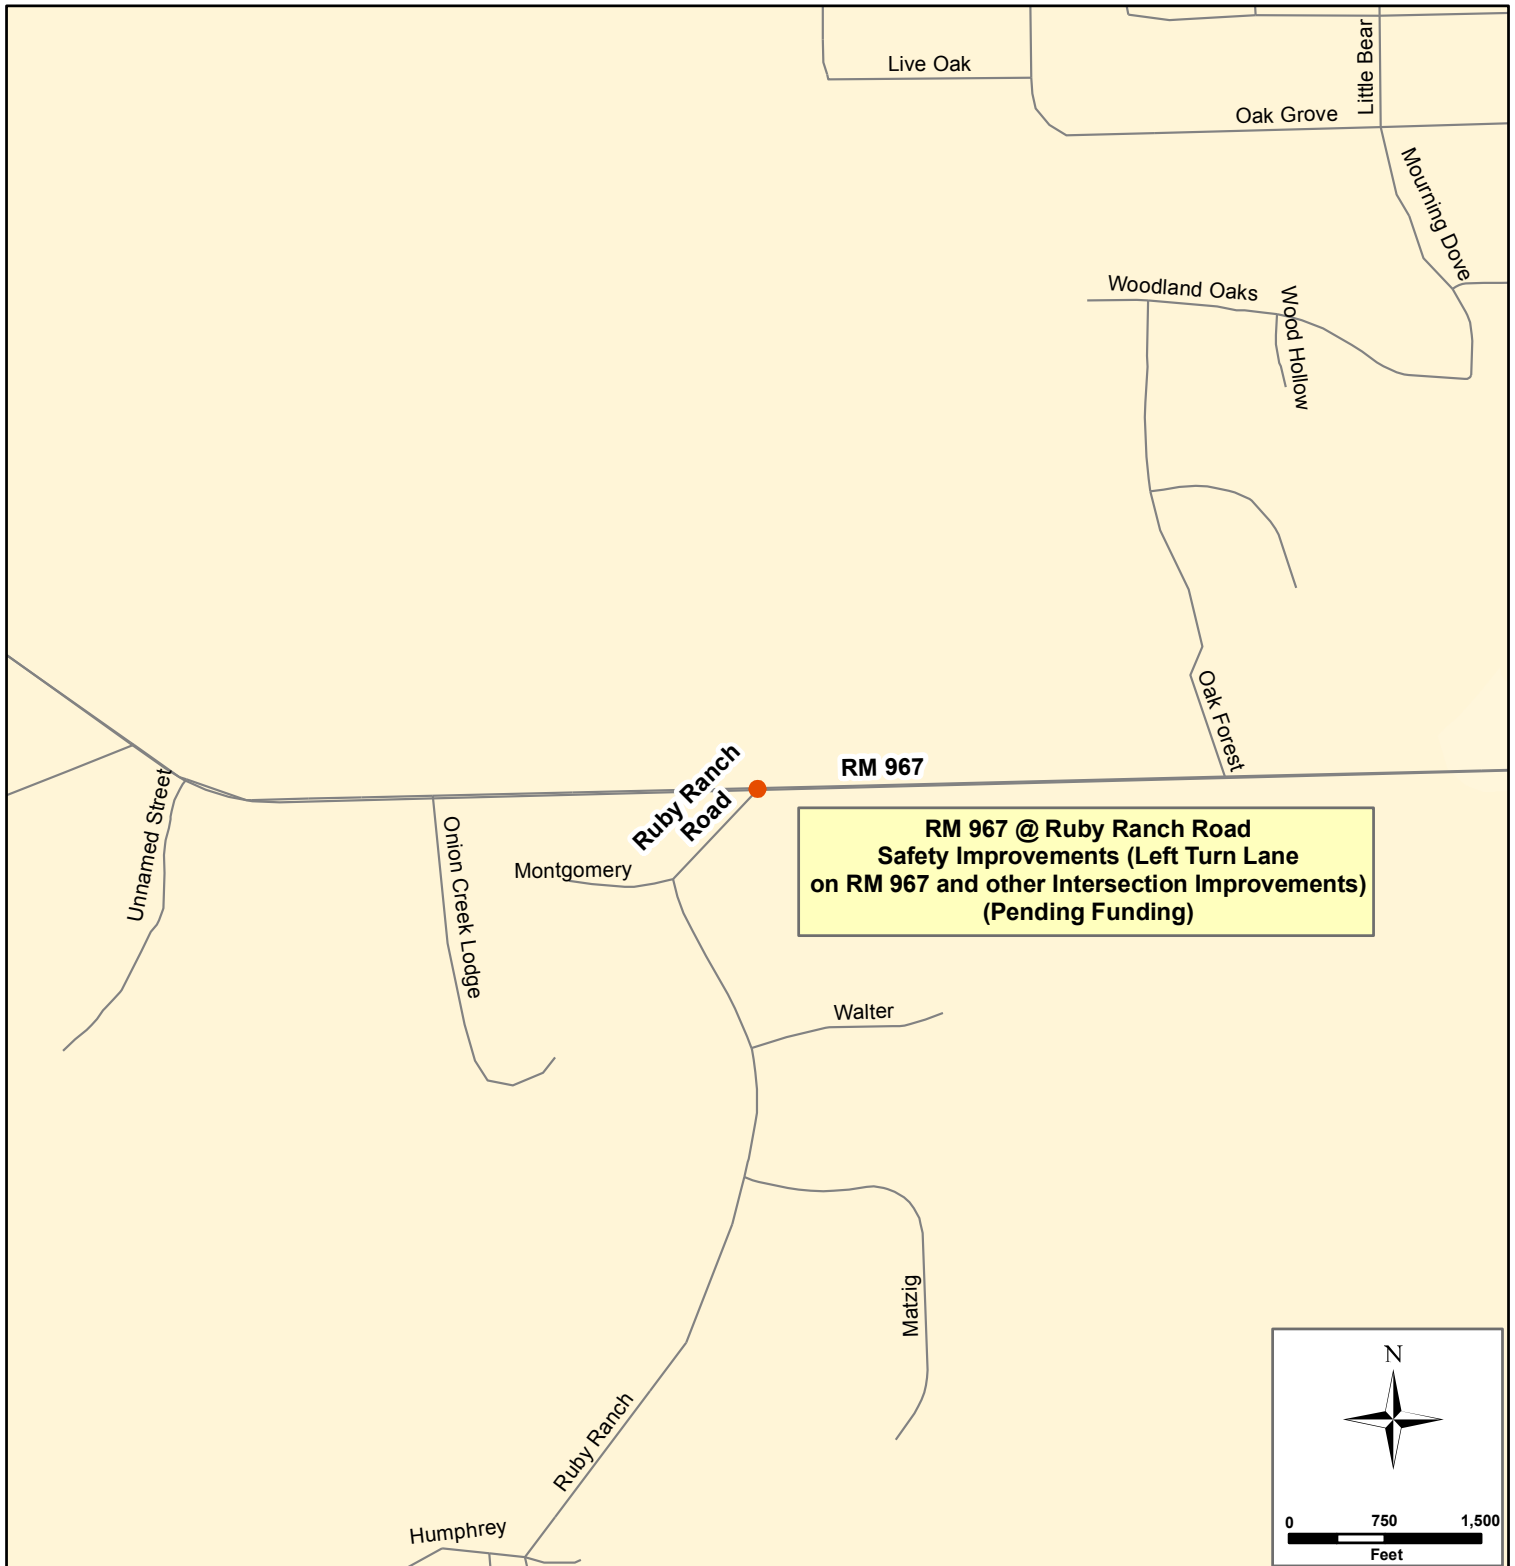 Live Oak
Little Bear
Oak Grove
Mourning Dove
Woodland Oaks
Wood Hollow
Oak Forest
Ruby Ranch
Road
RM 967
Unnamed Street
Onion Creek Lodge
Montgomery
RM 967 @ Ruby Ranch Road
Safety Improvements (Left Turn Lane
on RM 967 and other Intersection Improvements)
(Pending Funding)
Walter
Matzig
Ruby Ranch
Humphrey
N
0 750 1,500
Feet